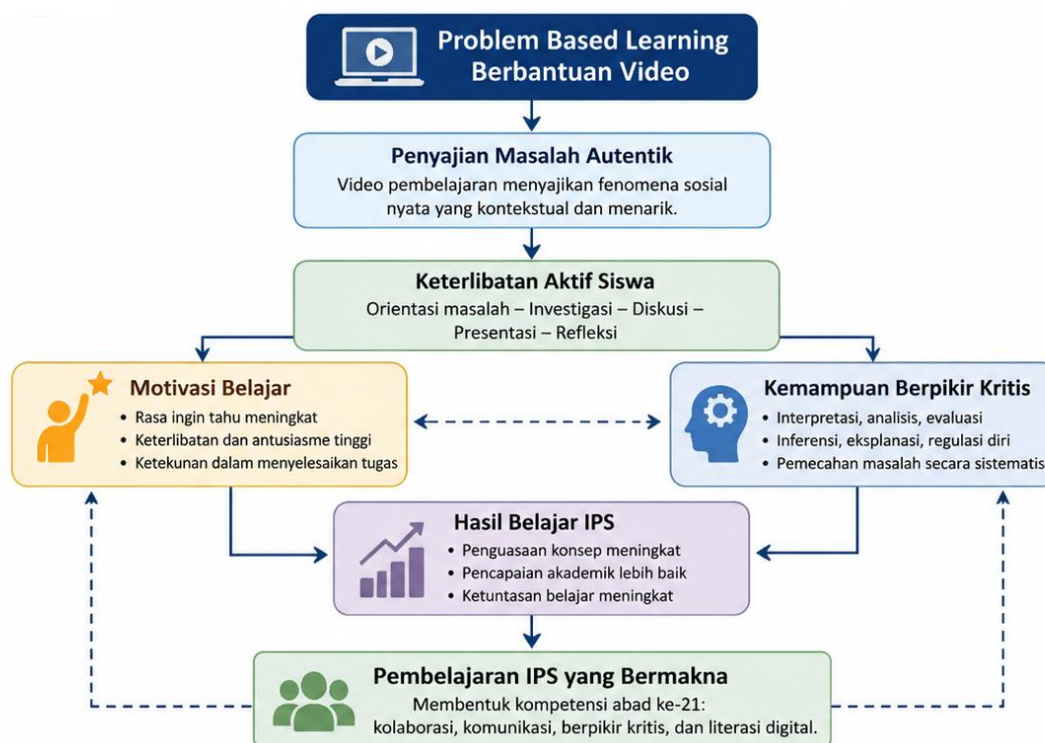 Problem Based Learning
Berbantuan Video
Penyajian Masalah Autentik
Video pembelajaran menyajikan fenomena sosial
nyata yang kontekstual dan menarik.
Keterlibatan Aktif Siswa
Orientasi masalah – Investigasi – Diskusi –
Presentasi – Refleksi
Motivasi Belajar
• Rasa ingin tahu meningkat
• Keterlibatan dan antusiasme tinggi
• Ketekunan dalam menyelesaikan tugas
Kemampuan Berpikir Kritis
• Interpretasi, analisis, evaluasi
• Inferensi, eksplanasi, regulasi diri
• Pemecahan masalah secara sistematis
Hasil Belajar IPS
• Penguasaan konsep meningkat
• Pencapaian akademik lebih baik
• Ketuntasan belajar meningkat
Pembelajaran IPS yang Bermakna
Membentuk kompetensi abad ke-21:
kolaborasi, komunikasi, berpikir kritis, dan literasi digital.